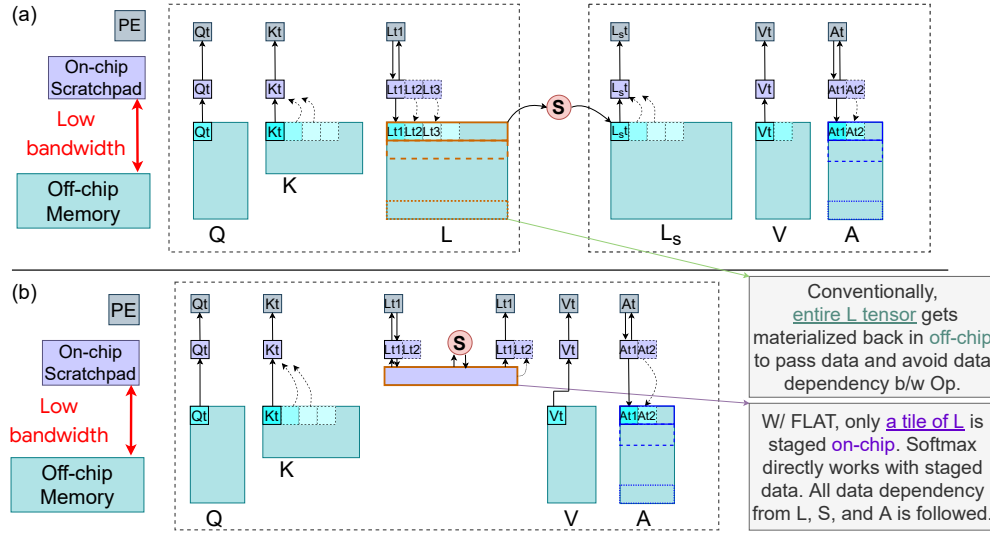 (a)
PE
On-chip
Scratchpad
Low
bandwidth
Off-chip
Memory
Qt Kt Lt1 Lst Vt At
Qt Kt Lt1 Lt2 Lt3 Lst Vt At1 At2
Qt Kt Lt1 Lt2 Lt3 S Lst Vt At1 At2
K
Q L Ls V A
(b)
PE
On-chip
Scratchpad
Low
bandwidth
Off-chip
Memory
Qt Kt Lt1 Lt1 Vt At
Qt Kt Lt1 Lt2 S Lt1 Lt2 Vt At1 At2
Qt Kt Vt At1 At2
K
Q V A
Conventionally,
entire L tensor gets
materialized back in off-chip
to pass data and avoid data
dependency b/w Op.
W/ FLAT, only a tile of L is
staged on-chip. Softmax
directly works with staged
data. All data dependency
from L, S, and A is followed.